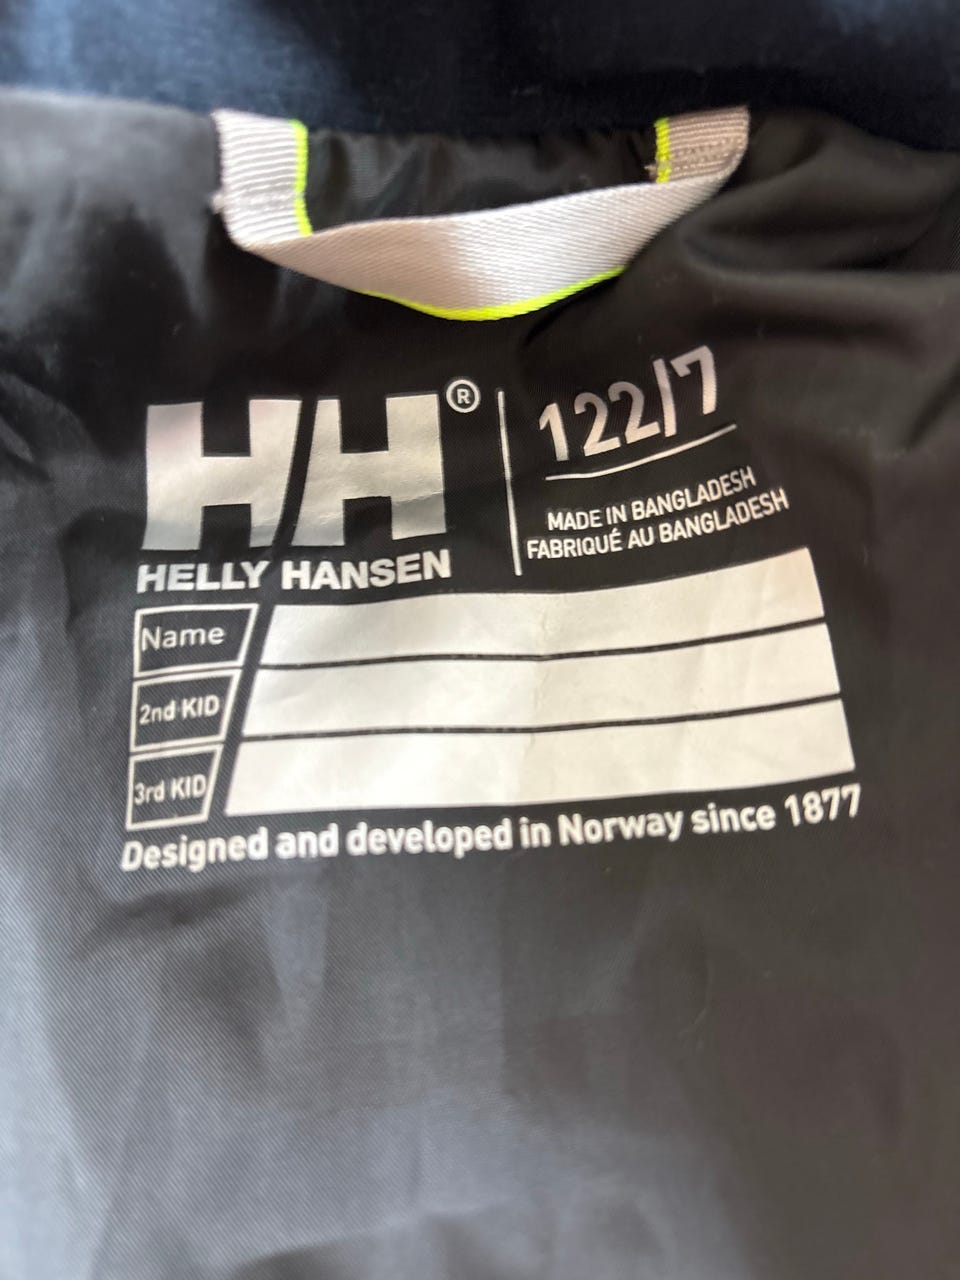 HH®
HELLY HANSEN
122/7
MADE IN BANGLADESH
FABRIQUÉ AU BANGLADESH
Name
2nd KID
3rd KID
Designed and developed in Norway since 1877